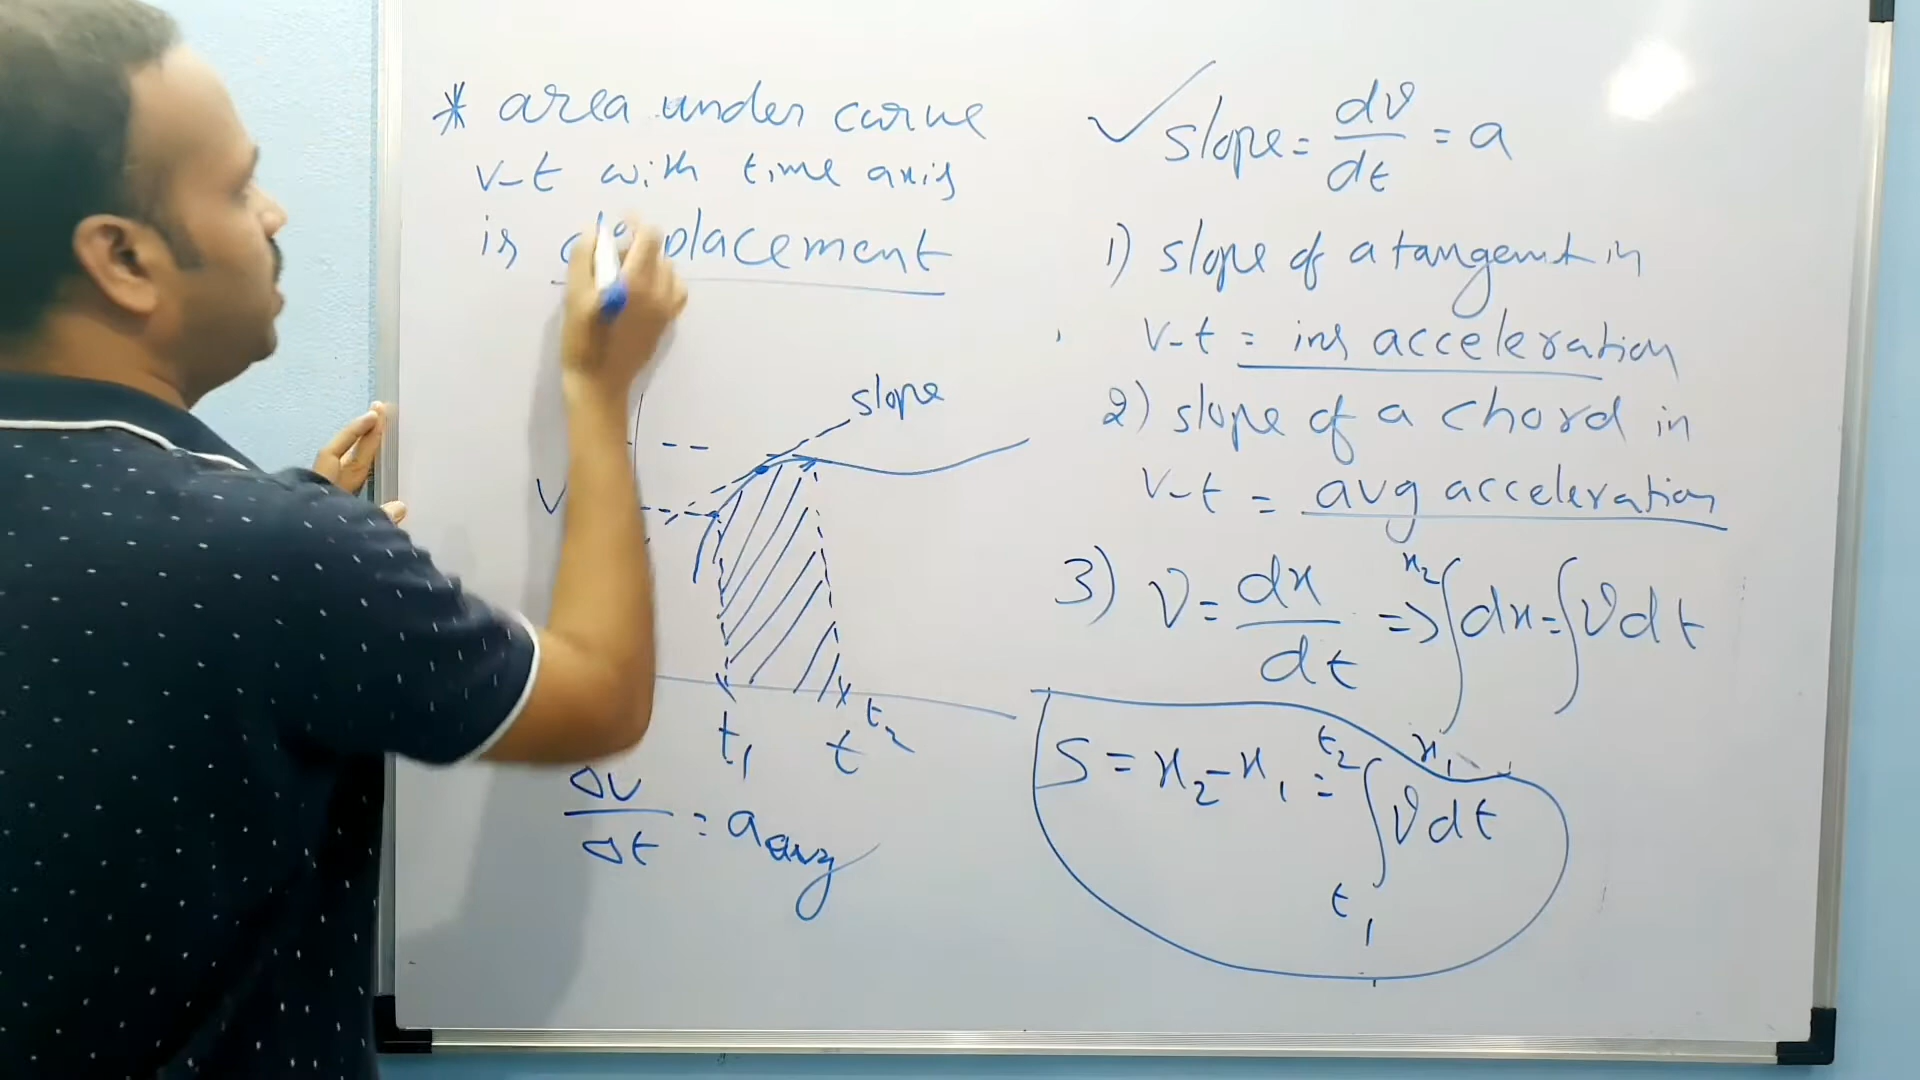 * area under curve
v-t with time axis
is displacement
slope
V
t₁
t
t₂
Δv/Δt = a_avg
✓ slope = dv/dt = a
1) slope of a tangent in
v-t = ins acceleration
2) slope of a chord in
v-t = avg acceleration
3) v = dx/dt => ∫_{x₁}^{x₂} dx = ∫ v dt
S = x₂ - x₁ = ∫_{t₁}^{t₂} v dt